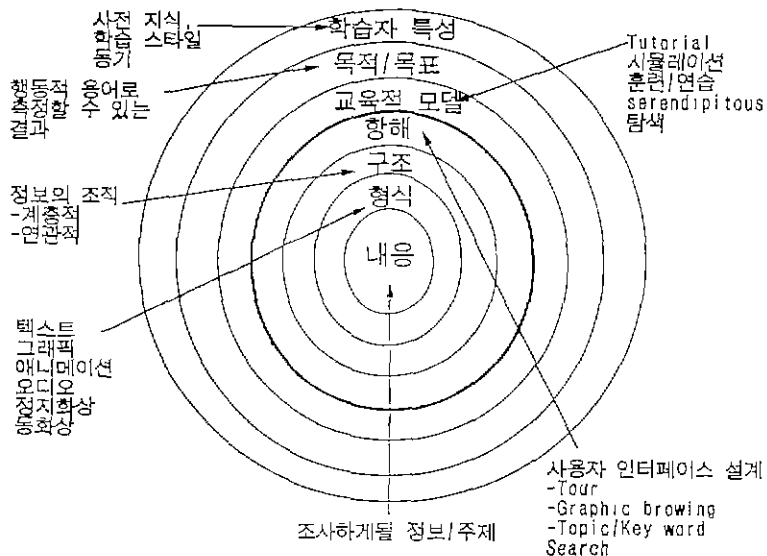 사전 지식,
학습 스타일
동기
학습자 특성
목적/목표
행동적 용어로
측정할 수 있는
결과
교육적 모델
Tutorial
시뮬레이션
훈련/연습
serendipitous
탐색
항해
구조
형식
내응
정보의 조직
-계층적
-연관적
텍스트
그래픽
애니메이션
오디오
정지화상
동화상
조사하게될 정보/주제
사용자 인터페이스 설계
-Tour
-Graphic browing
-Topic/Key word
Search